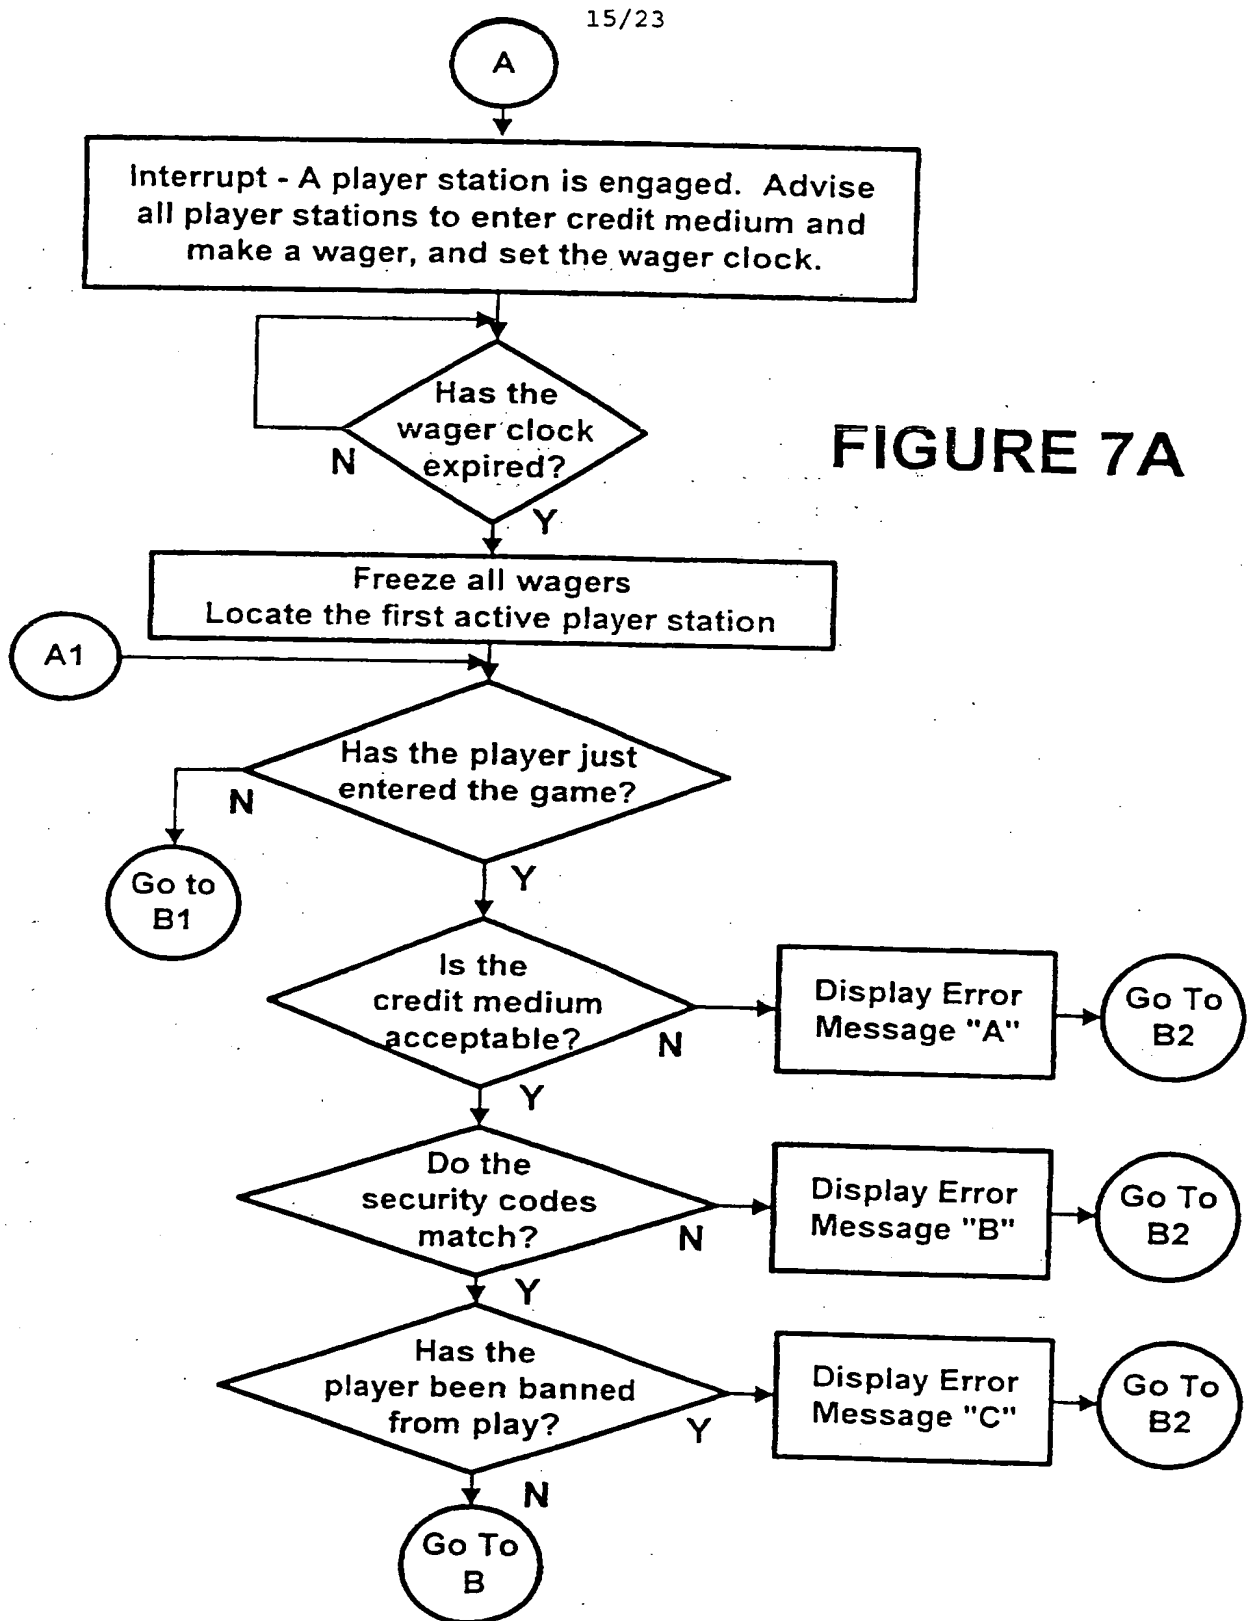 15/23
A
Interrupt - A player station is engaged. Advise
all player stations to enter credit medium and
make a wager, and set the wager clock.
Has the
wager clock
expired?
N
Y
FIGURE 7A
Freeze all wagers
Locate the first active player station
A1
Has the player just
entered the game?
N
Y
Go to
B1
Is the
credit medium
acceptable?
N
Y
Display Error
Message "A"
Go To
B2
Do the
security codes
match?
N
Y
Display Error
Message "B"
Go To
B2
Has the
player been banned
from play?
Y
N
Display Error
Message "C"
Go To
B2
Go To
B